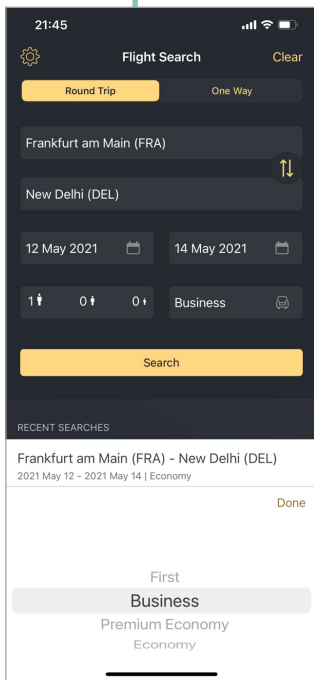 21:45
Flight Search
Clear
Round Trip
One Way
Frankfurt am Main (FRA)
New Delhi (DEL)
12 May 2021
14 May 2021
1 0 0
Business
Search
RECENT SEARCHES
Frankfurt am Main (FRA) - New Delhi (DEL)
2021 May 12 - 2021 May 14 | Economy
Done
First
Business
Premium Economy
Economy